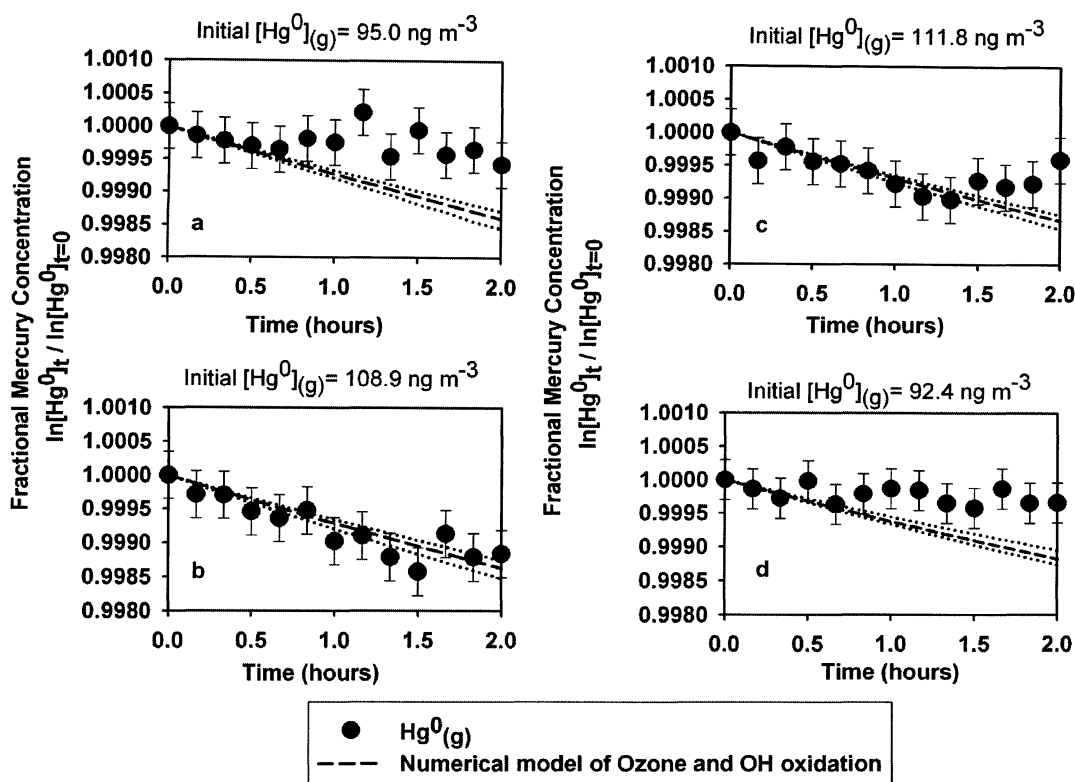 Initial [Hg⁰](g)= 95.0 ng m⁻³
1.0010
1.0005
1.0000
0.9995
0.9990
0.9985
0.9980
a
0.0 0.5 1.0 1.5 2.0
Time (hours)
Initial [Hg⁰](g)= 108.9 ng m⁻³
1.0010
1.0005
1.0000
0.9995
0.9990
0.9985
0.9980
b
0.0 0.5 1.0 1.5 2.0
Time (hours)
Fractional Mercury Concentration
ln[Hg⁰]t / ln[Hg⁰]t=0
Initial [Hg⁰](g)= 111.8 ng m⁻³
1.0010
1.0005
1.0000
0.9995
0.9990
0.9985
0.9980
c
0.0 0.5 1.0 1.5 2.0
Time (hours)
Initial [Hg⁰](g)= 92.4 ng m⁻³
1.0010
1.0005
1.0000
0.9995
0.9990
0.9985
0.9980
d
0.0 0.5 1.0 1.5 2.0
Time (hours)
Fractional Mercury Concentration
ln[Hg⁰]t / ln[Hg⁰]t=0
Hg⁰(g)
Numerical model of Ozone and OH oxidation